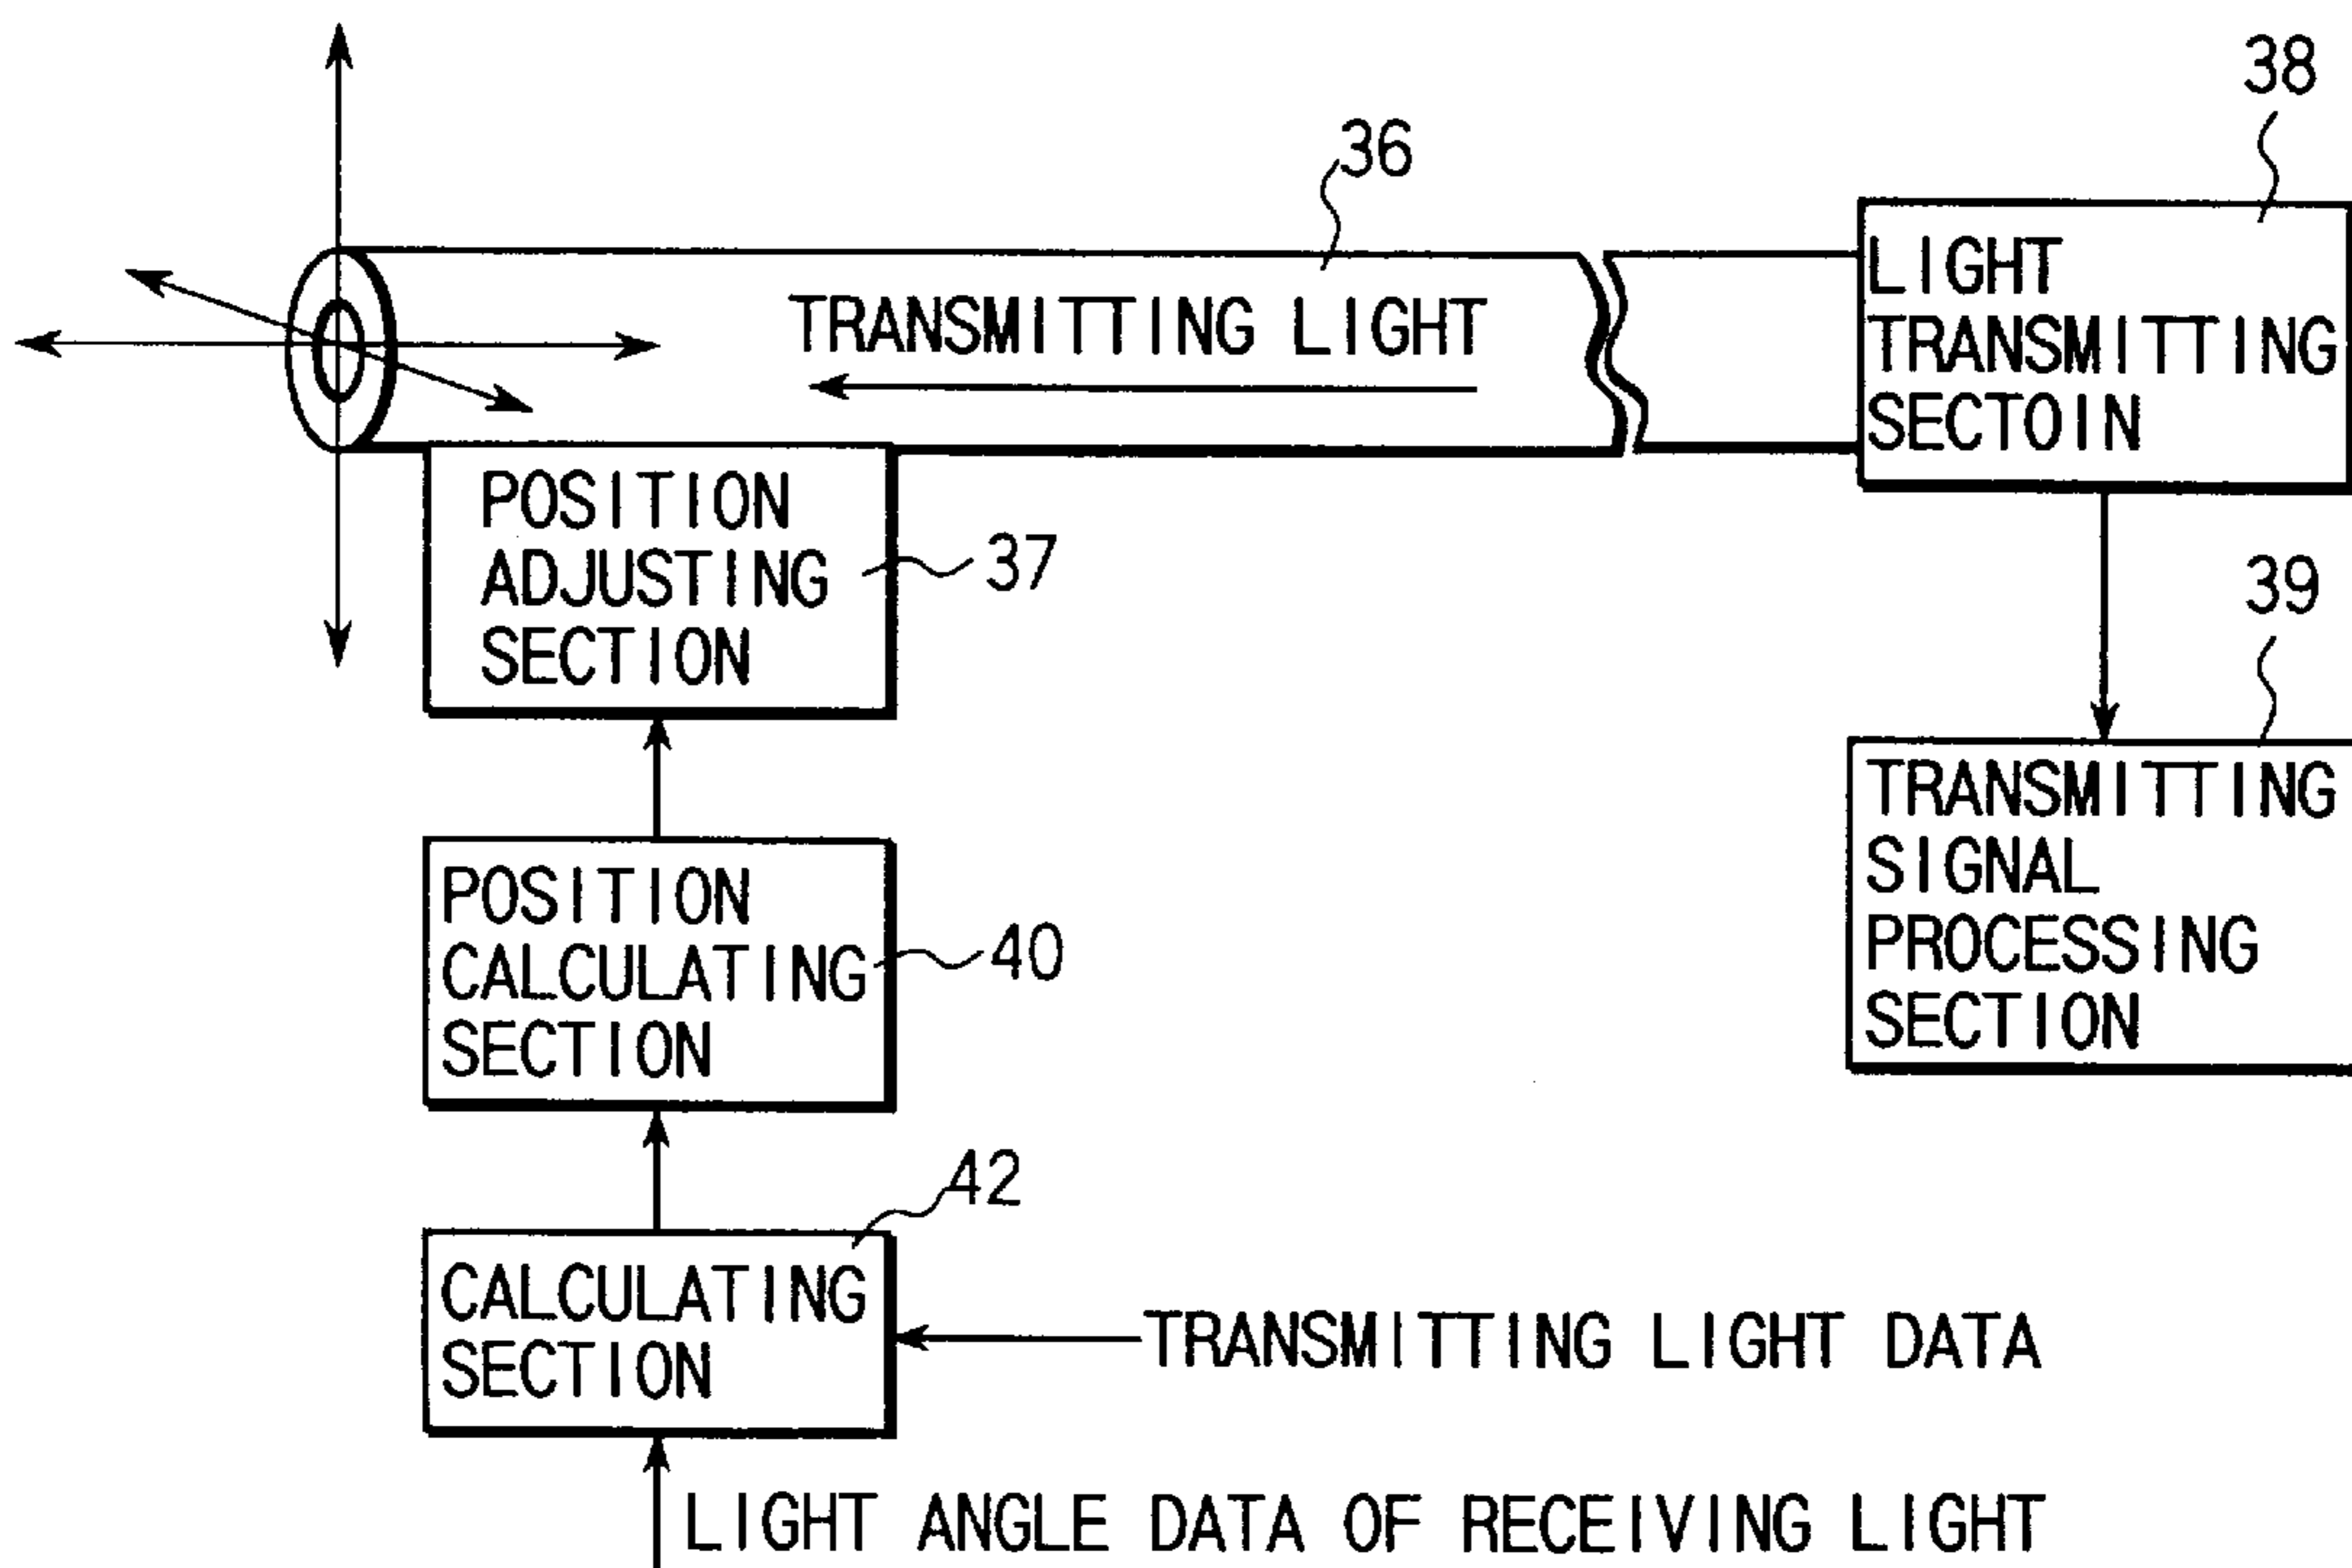 38
36
LIGHT
TRANSMITTING
SECTOIN
TRANSMITTING LIGHT
POSITION
ADJUSTING
SECTION
37
39
TRANSMITTING
SIGNAL
PROCESSING
SECTION
POSITION
CALCULATING
SECTION
40
42
CALCULATING
SECTION
TRANSMITTING LIGHT DATA
LIGHT ANGLE DATA OF RECEIVING LIGHT